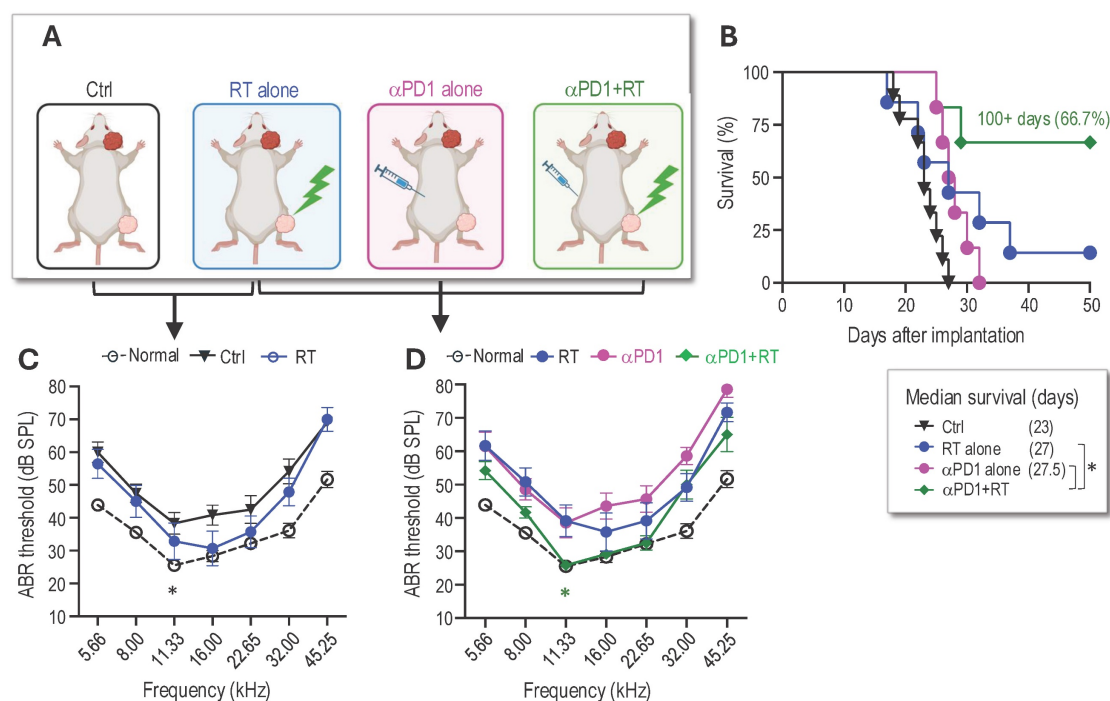 A
Ctrl
RT alone
αPD1 alone
αPD1+RT
B
100
75
50
25
0
Survival (%)
100+ days (66.7%)
0 10 20 30 40 50
Days after implantation
Median survival (days)
Ctrl (23)
RT alone (27)
αPD1 alone (27.5)
αPD1+RT
*
C
Normal Ctrl RT
80
70
60
50
40
30
20
10
ABR threshold (dB SPL)
*
5.66 8.00 11.33 16.00 22.65 32.00 45.25
Frequency (kHz)
D
Normal RT αPD1 αPD1+RT
80
70
60
50
40
30
20
10
ABR threshold (dB SPL)
*
5.66 8.00 11.33 16.00 22.65 32.00 45.25
Frequency (kHz)